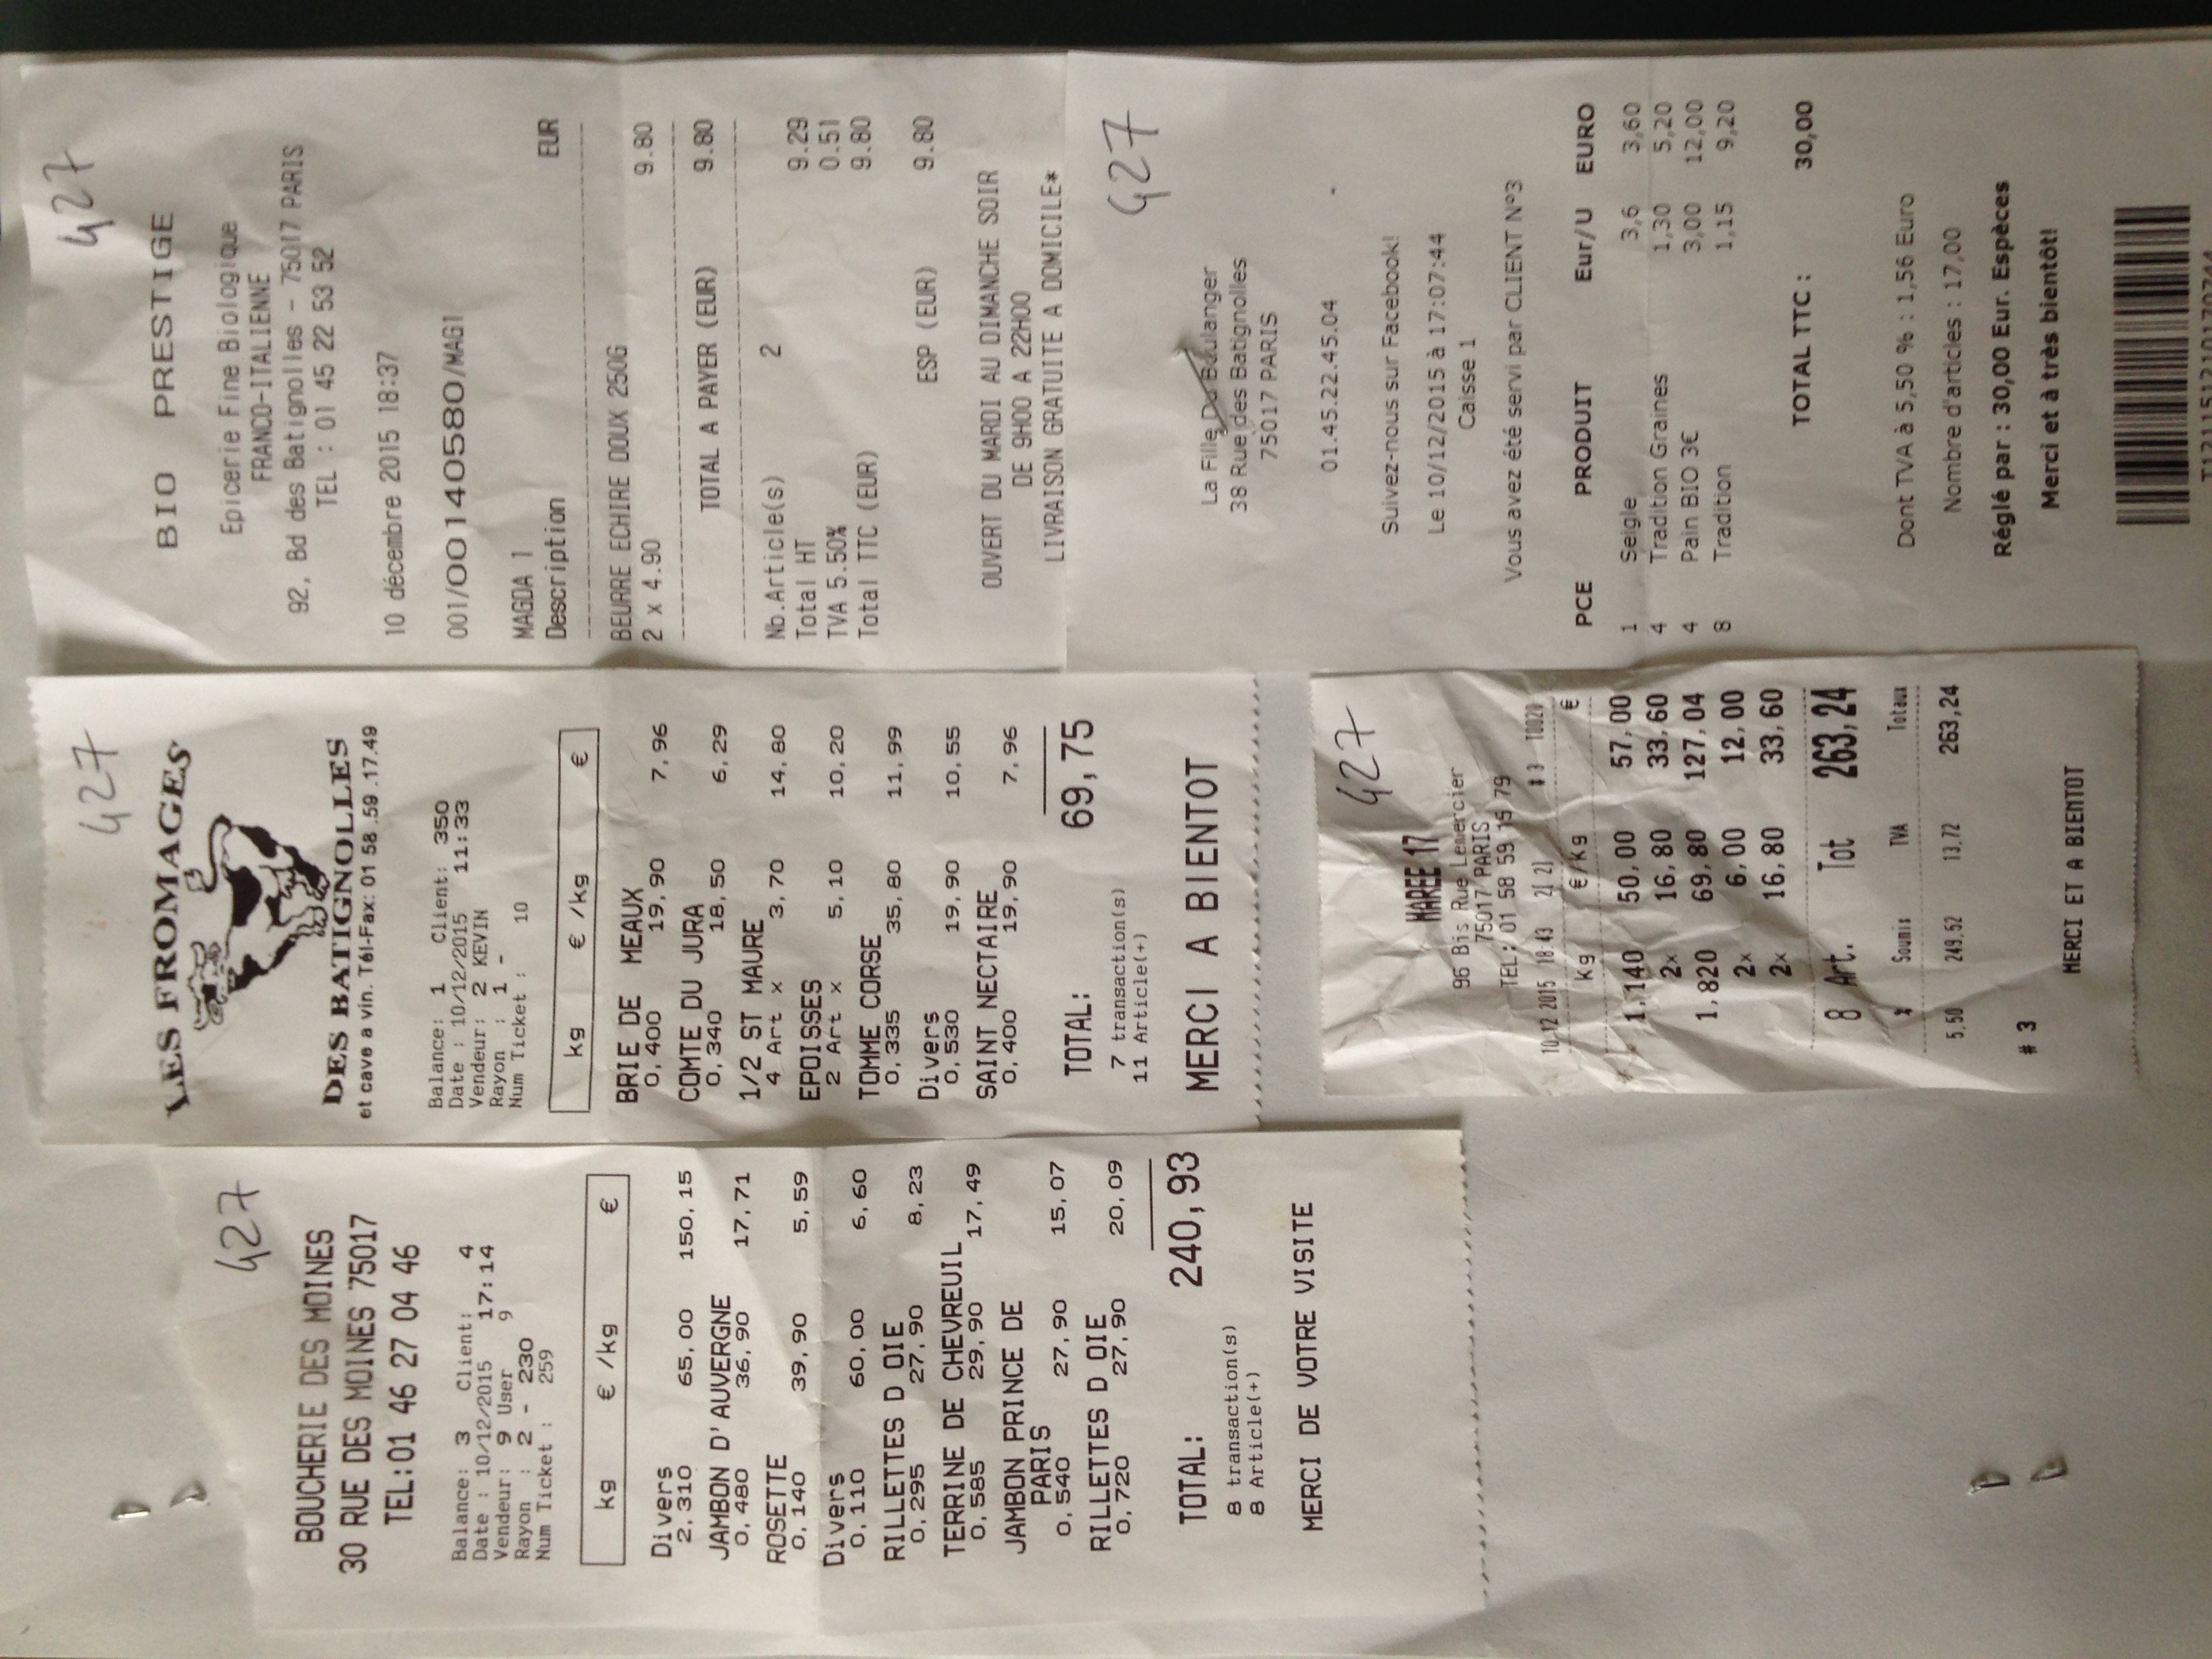 427
BOUCHERIE DES MOINES
30 RUE DES MOINES 75017
TEL:01 46 27 04 46
Balance: 3 Client: 4
Date : 10/12/2015 17:14
Vendeur: 9 User 9
Rayon : 2 - 230
Num Ticket : 259
kg € /kg €
Divers
2,310 65,00 150,15
JAMBON D'AUVERGNE
0,480 36,90 17,71
ROSETTE
0,140 39,90 5,59
Divers
0,110 60,00 6,60
RILLETTES D OIE
0,295 27,90 8,23
TERRINE DE CHEVREUIL
0,585 29,90 17,49
JAMBON PRINCE DE
PARIS
0,540 27,90 15,07
RILLETTES D OIE
0,720 27,90 20,09
TOTAL: 240,93
8 transaction(s)
8 Article(+)
MERCI DE VOTRE VISITE
427
LES FROMAGES
DES BATIGNOLLES
et cave a vin. Tél-Fax: 01 58 .59 .17.49
Balance: 1 Client: 350
Date : 10/12/2015 11:33
Vendeur: 2 KEVIN
Rayon : 1 -
Num Ticket : 10
kg € /kg €
BRIE DE MEAUX
0,400 19,90 7,96
COMTE DU JURA
0,340 18,50 6,29
1/2 ST MAURE
4 Art x 3,70 14,80
EPOISSES
2 Art x 5,10 10,20
TOMME CORSE
0,335 35,80 11,99
Divers
0,530 19,90 10,55
SAINT NECTAIRE
0,400 19,90 7,96
TOTAL: 69,75
7 transaction(s)
11 Article(+)
MERCI A BIENTOT
427
MAREE 17
96 Bis Rue Lemercier
75017 PARIS
TEL: 01 58 59 15 79
10/12 2015 18:43 2( 2) # 3 T0020
kg €/Kg €
1,140 50,00 57,00
2x 16,80 33,60
1,820 69,80 127,04
2x 6,00 12,00
2x 16,80 33,60
8 Art. Tot 263,24
% Soumis TVA Totaux
5,50 249,52 13,72 263,24
# 3
MERCI ET A BIENTOT
427
BIO PRESTIGE
Epicerie Fine Biologique
FRANCO-ITALIENNE
92, Bd des Batignolles - 75017 PARIS
TEL : 01 45 22 53 52
10 décembre 2015 18:37
001/00140580/MAG1
MAGDA 1
Description EUR
BEURRE ECHIRE DOUX 250G
2 x 4.90 9.80
TOTAL A PAYER (EUR) 9.80
Nb.Article(s) 2
Total HT 9.29
TVA 5.50% 0.51
Total TTC (EUR) 9.80
ESP (EUR) 9.80
OUVERT DU MARDI AU DIMANCHE SOIR
DE 9H00 A 22H00
LIVRAISON GRATUITE A DOMICILE*
427
La Fille Du Boulanger
38 Rue des Batignolles
75017 PARIS
01.45.22.45.04
Suivez-nous sur Facebook!
Le 10/12/2015 à 17:07:44
Caisse 1
Vous avez été servi par CLIENT N°3
PCE PRODUIT Eur/U EURO
1 Seigle 3,6 3,60
4 Tradition Graines 1,30 5,20
4 Pain BIO 3€ 3,00 12,00
8 Tradition 1,15 9,20
TOTAL TTC : 30,00
Dont TVA à 5,50 % : 1,56 Euro
Nombre d'articles : 17,00
Réglé par : 30,00 Eur. Espèces
Merci et à très bientôt!